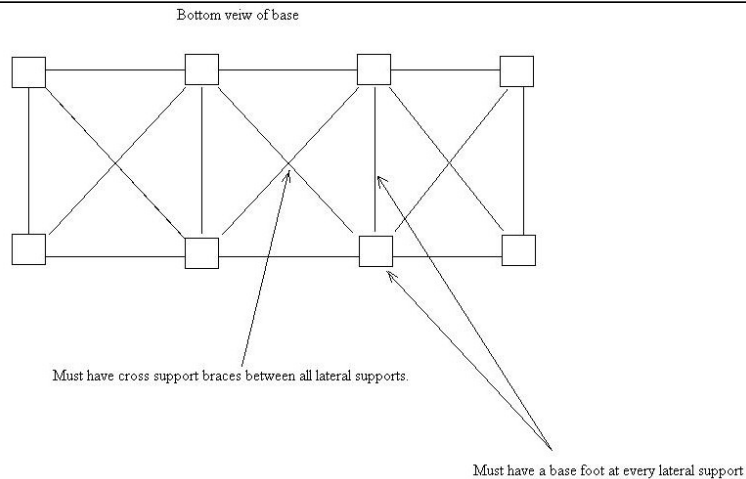 Bottom veiw of base
Must have cross support braces between all lateral supports.
Must have a base foot at every lateral support